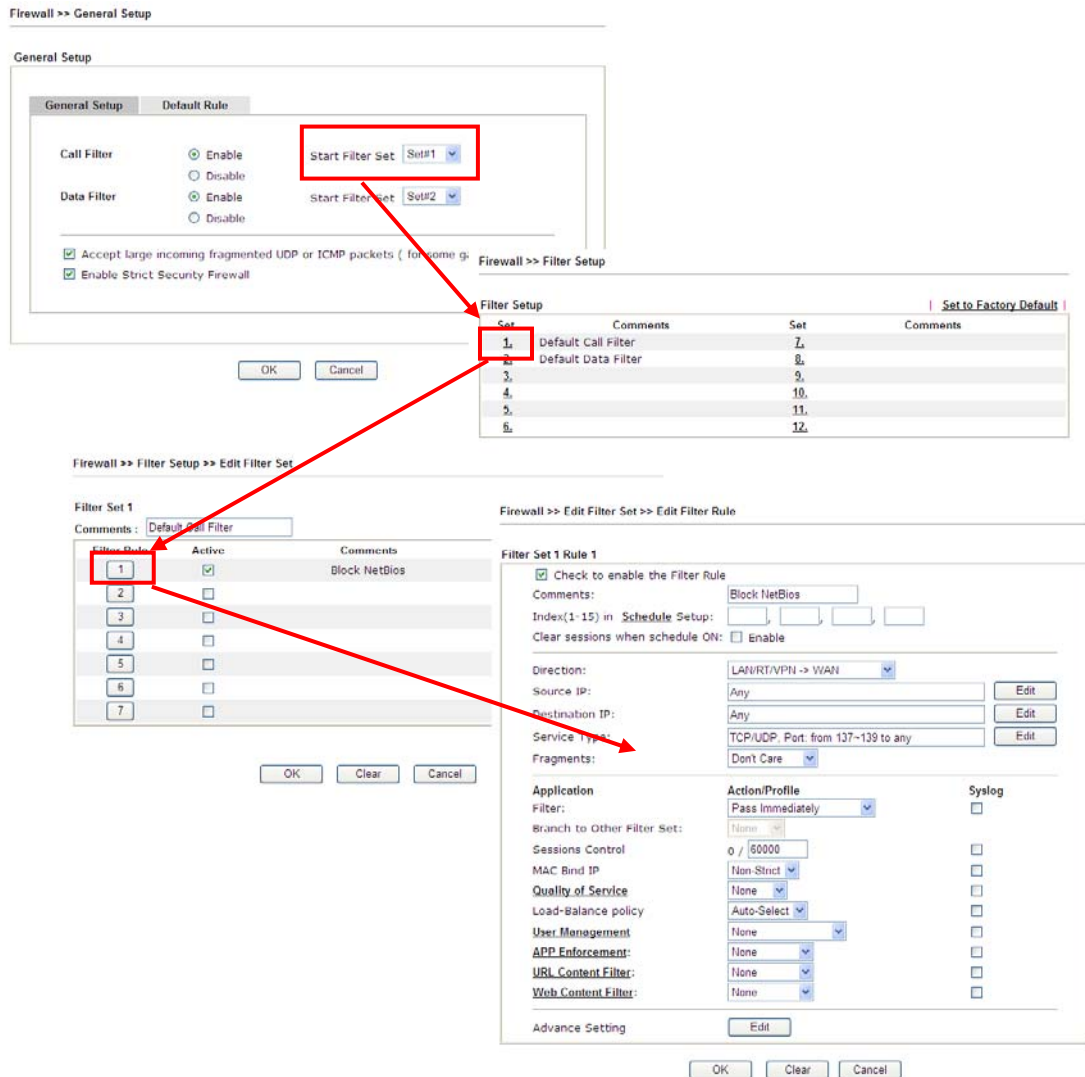 Firewall >> General Setup
General Setup
General Setup Default Rule
Call Filter Enable Start Filter Set Set#1
Disable
Data Filter Enable Start Filter Set Set#2
Disable
Accept large incoming fragmented UDP or ICMP packets ( for some ga
Enable Strict Security Firewall
OK Cancel
Firewall >> Filter Setup
Filter Setup | Set to Factory Default |
Set Comments Set Comments
1. Default Call Filter 7.
2. Default Data Filter 8.
3. 9.
4. 10.
5. 11.
6. 12.
Firewall >> Filter Setup >> Edit Filter Set
Filter Set 1
Comments : Default Call Filter
Filter Rule Active Comments
1 Block NetBios
2
3
4
5
6
7
OK Clear Cancel
Firewall >> Edit Filter Set >> Edit Filter Rule
Filter Set 1 Rule 1
Check to enable the Filter Rule
Comments: Block NetBios
Index(1-15) in Schedule Setup: , , ,
Clear sessions when schedule ON: Enable
Direction: LAN/RT/VPN -> WAN
Source IP: Any Edit
Destination IP: Any Edit
Service Type: TCP/UDP, Port: from 137~139 to any Edit
Fragments: Don't Care
Application Action/Profile Syslog
Filter: Pass Immediately
Branch to Other Filter Set: None
Sessions Control 0 / 60000
MAC Bind IP Non-Strict
Quality of Service None
Load-Balance policy Auto-Select
User Management None
APP Enforcement: None
URL Content Filter: None
Web Content Filter: None
Advance Setting Edit
OK Clear Cancel